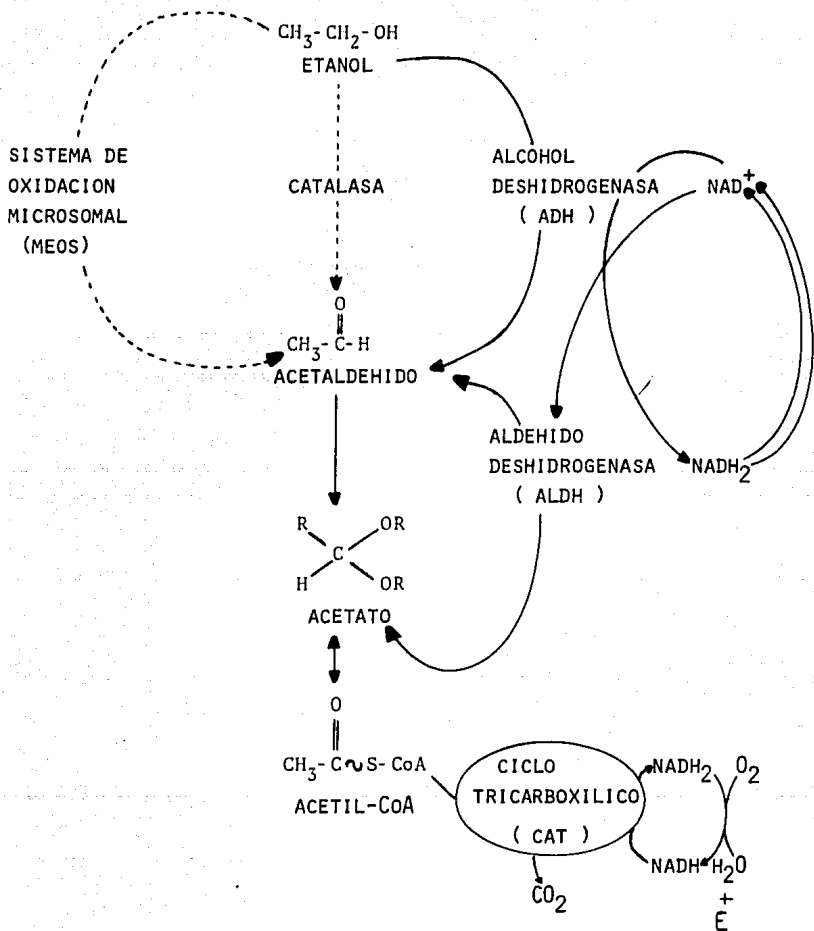 CH3-CH2-OH
ETANOL
SISTEMA DE
OXIDACION
MICROSOMAL
(MEOS)
CATALASA
ALCOHOL
DESHIDROGENASA
( ADH )
NAD+
O
CH3-C-H
ACETALDEHIDO
ALDEHIDO
DESHIDROGENASA
( ALDH )
NADH2
R OR
C
H OR
ACETATO
O
CH3-C~S-CoA
ACETIL-CoA
CICLO
TRICARBOXILICO
( CAT )
NADH2 O2
NADH H2O
+
E
CO2